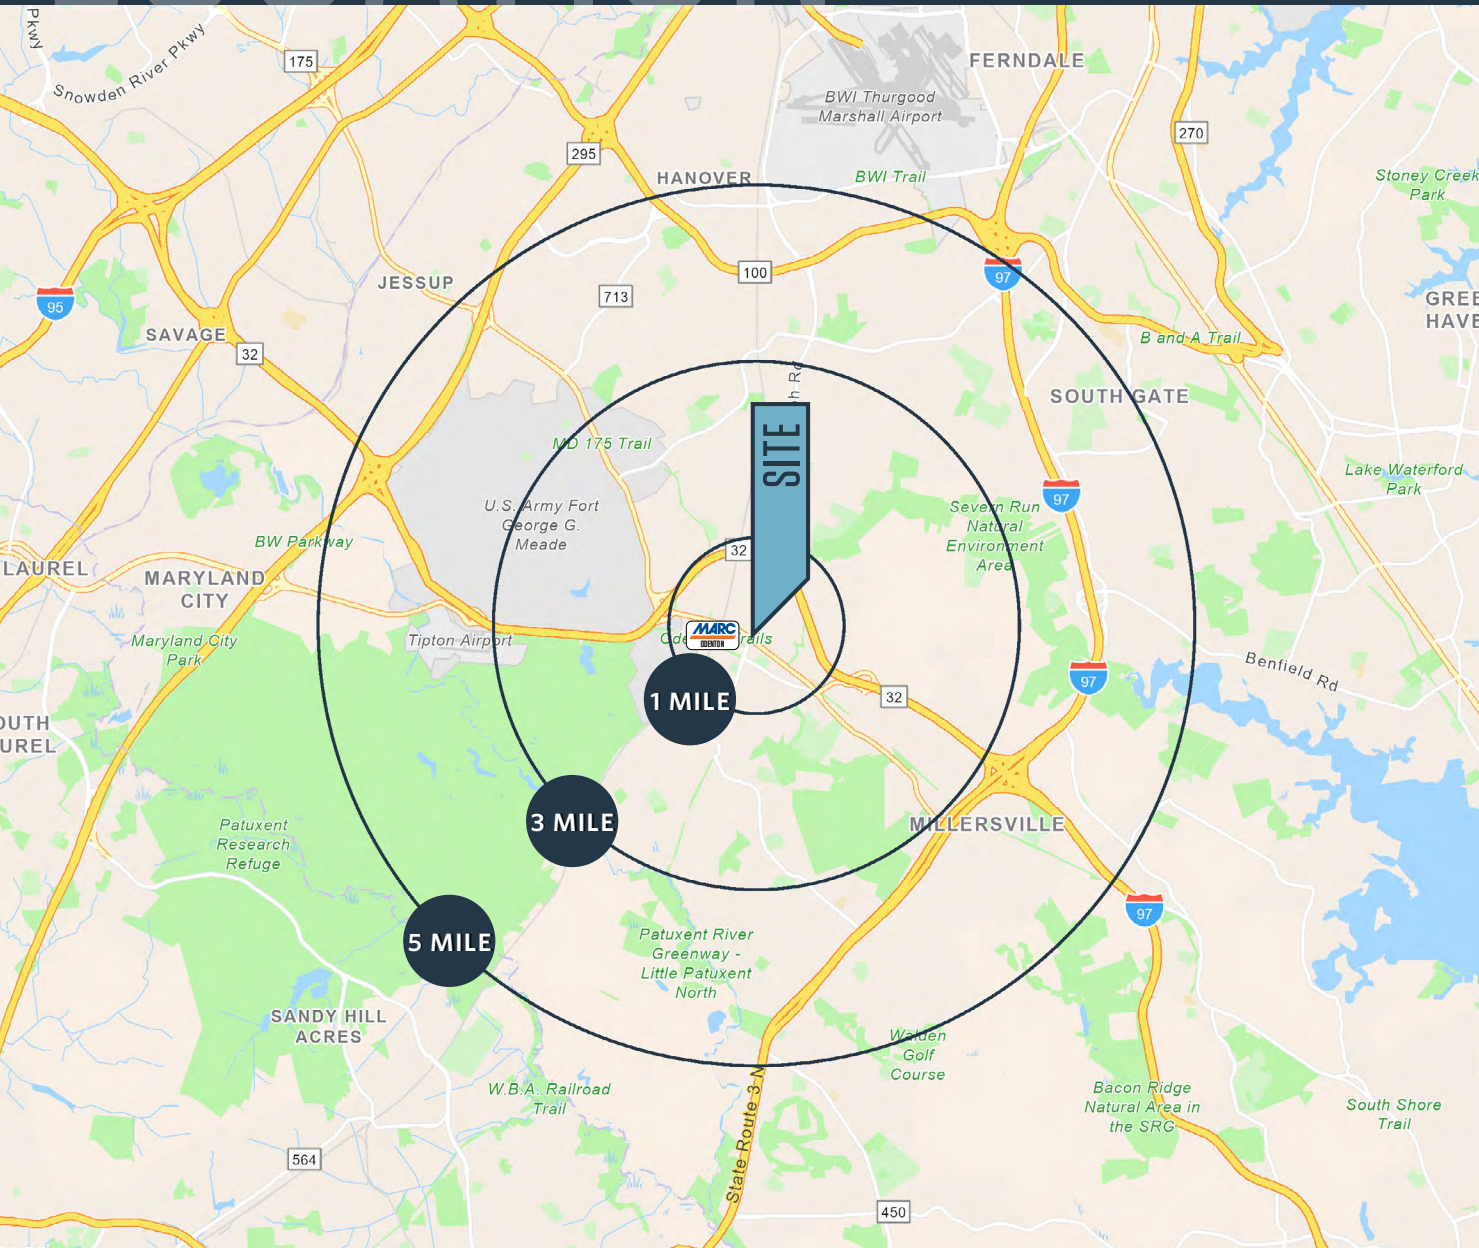 Pkwy
Snowden River Pkwy
175
FERNDALE
BWI Thurgood
Marshall Airport
270
295
HANOVER
BWI Trail
Stoney Creek
Park
JESSUP
100
97
95
713
SAVAGE
32
B and A Trail
SOUTH GATE
SITE
MD 175 Trail
Lake Waterford
Park
97
U.S. Army Fort
George G.
Meade
Severn Run
Natural
Environment
Area
BW Parkway
32
LAUREL
MARYLAND
CITY
Maryland City
Park
Tipton Airport
MARC
ODENTON
1 MILE
32
97
Benfield Rd
3 MILE
MILLERSVILLE
Patuxent
Research
Refuge
5 MILE
97
Patuxent River
Greenway -
Little Patuxent
North
SANDY HILL
ACRES
Walden
Golf
Course
W.B.A. Railroad
Trail
State Route 3 N
Bacon Ridge
Natural Area in
the SRG
South Shore
Trail
564
450